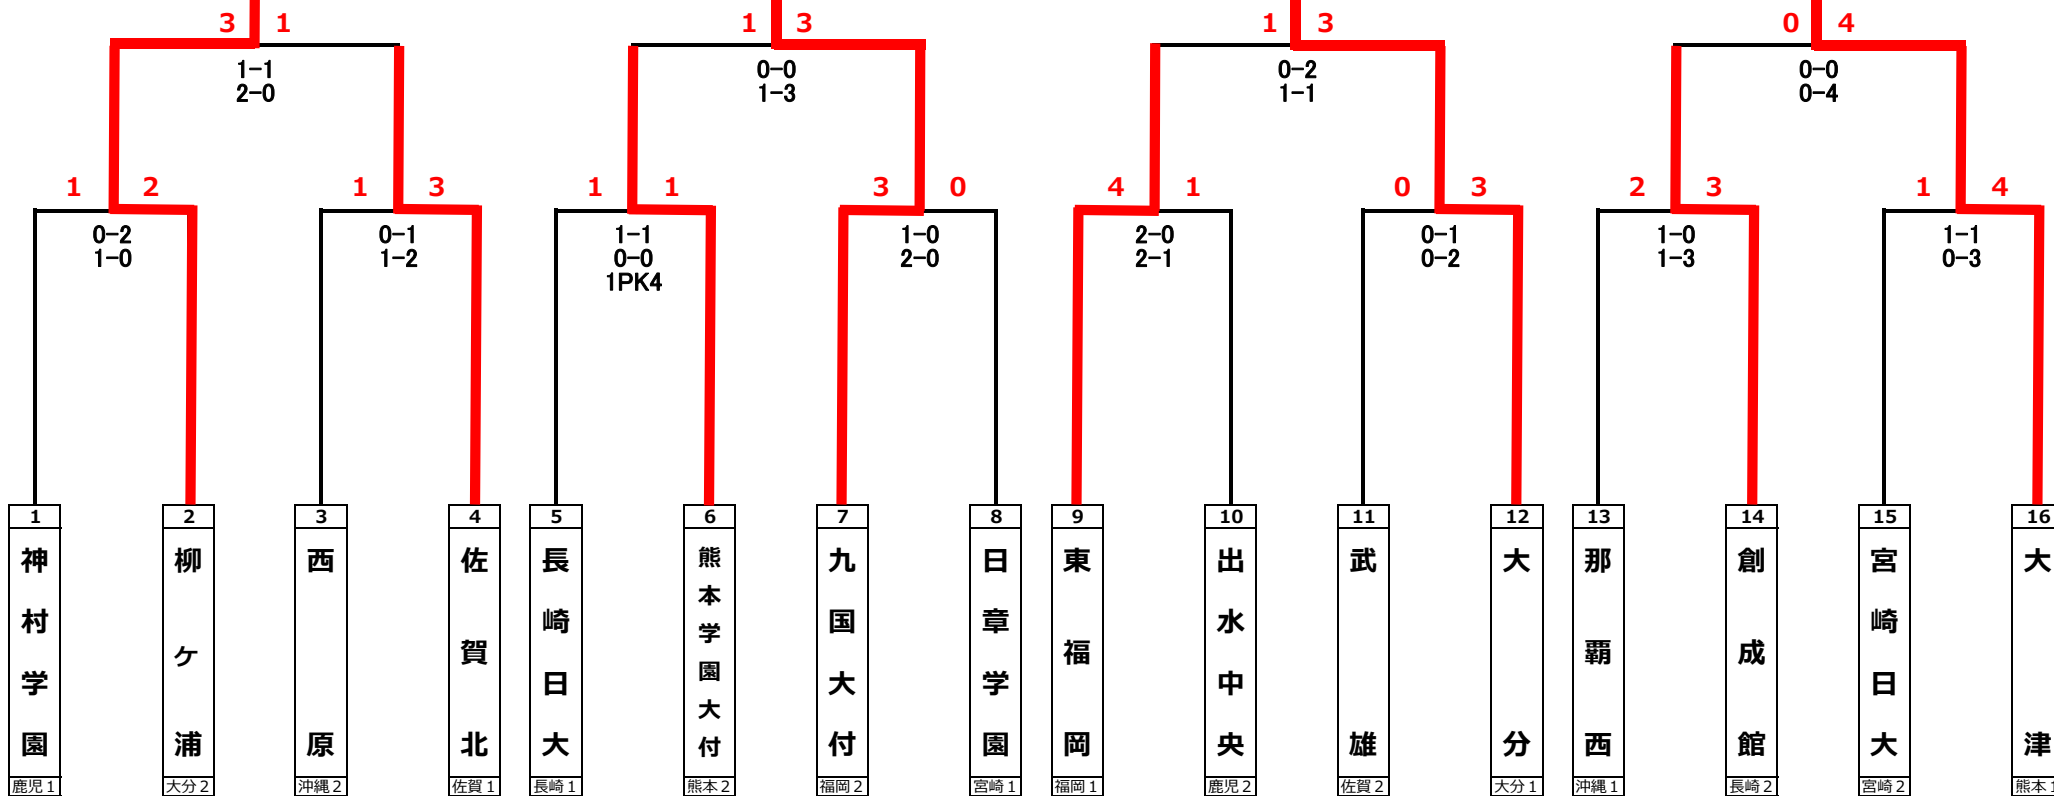 3 1
1 3
1 3
0 4
1-1
2-0
0-0
1-3
0-2
1-1
0-0
0-4
1 2
1 3
1 1
3 0
4 1
0 3
2 3
1 4
0-2
1-0
0-1
1-2
1-1
0-0
1PK4
1-0
2-0
2-0
2-1
0-1
0-2
1-0
1-3
1-1
0-3
1
神村学園
鹿児1
2
柳ヶ浦
大分2
3
西原
沖縄2
4
佐賀北
佐賀1
5
長崎日大
長崎1
6
熊本学園大付
熊本2
7
九国大付
福岡2
8
日章学園
宮崎1
9
東福岡
福岡1
10
出水中央
鹿児2
11
武雄
佐賀2
12
大分
大分1
13
那覇西
沖縄1
14
創成館
長崎2
15
宮崎日大
宮崎2
16
大津
熊本1